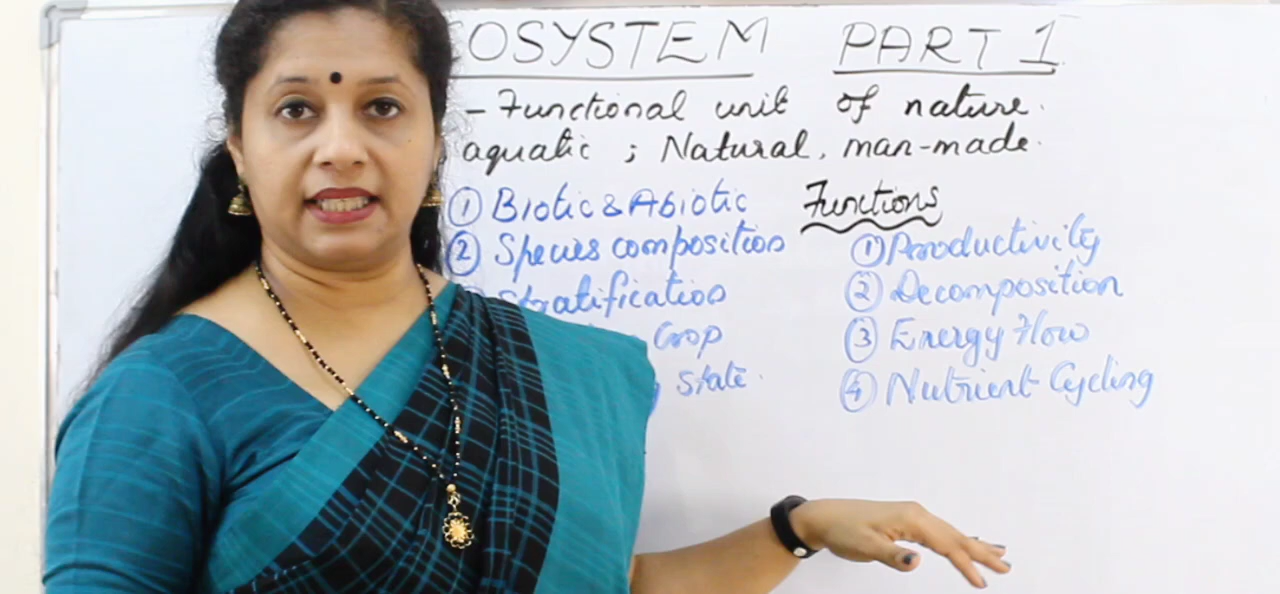 OSYSTEM PART 1
- Functional unit of nature.
aquatic ; Natural, man-made.
① Biotic & Abiotic
② Species composition
Stratification
Crop
State.
Functions
① Productivity
② Decomposition
③ Energy Flow
④ Nutrient Cycling